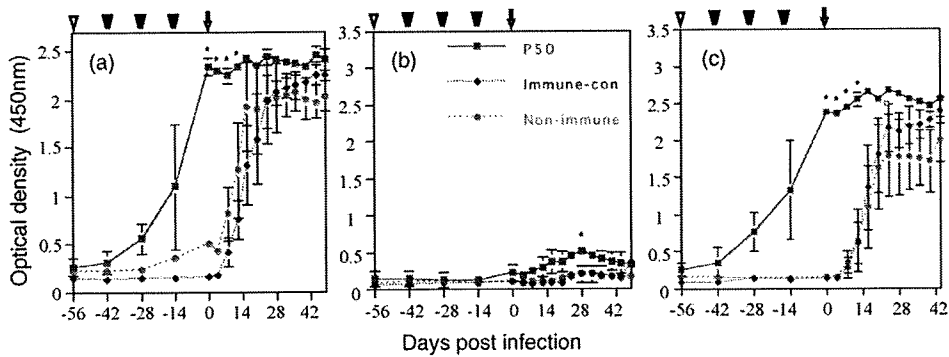 (a)
2.5
2.0
1.5
1.0
0.5
0
-56 -42 -28 -14 0 14 28 42
Optical density (450nm)
(b)
3.5
3
2.5
2
1.5
1
0.5
0
-56 -42 -28 -14 0 14 28 42
P50
Immune-con
Non-immune
(c)
3.5
3
2.5
2
1.5
1
0.5
0
-56 -42 -28 -14 0 14 28 42
Days post infection